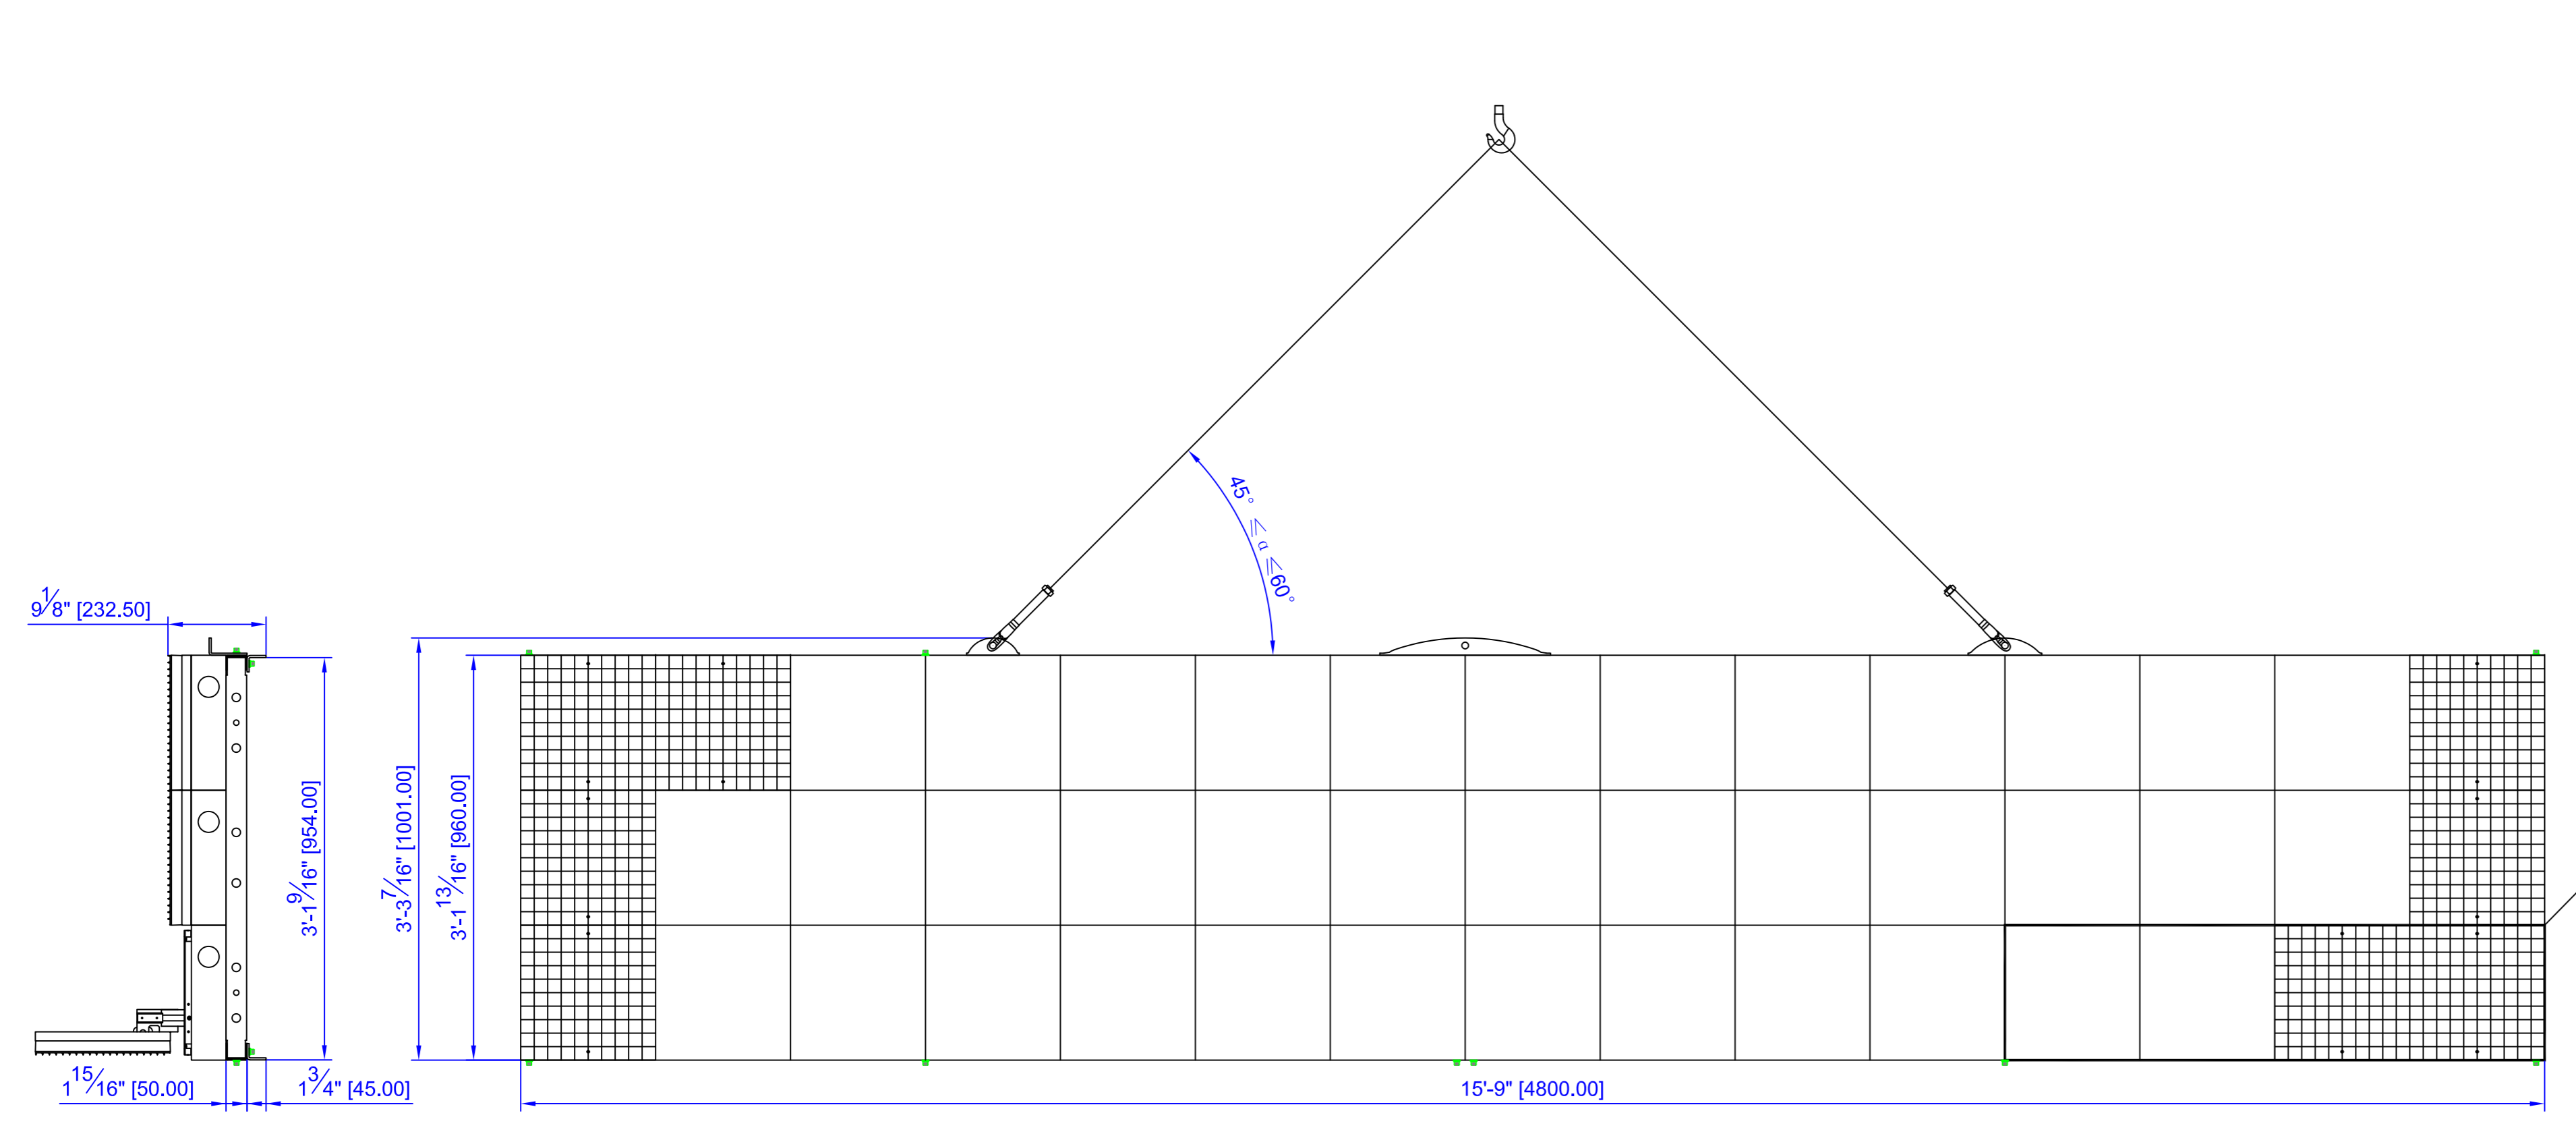 45° ≤ a ≤60°
9 1/8" [232.50]
3'-1 9/16" [954.00]
3'-3 7/16" [1001.00]
3'-1 13/16" [960.00]
1 15/16" [50.00]
1 3/4" [45.00]
15'-9" [4800.00]